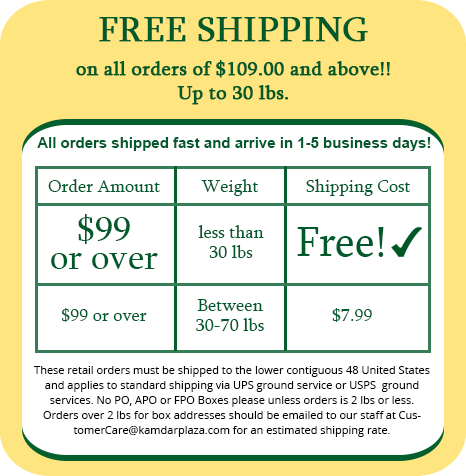 FREE SHIPPING
on all orders of $109.00 and above!!
Up to 30 lbs.
All orders shipped fast and arrive in 1-5 business days!
Order Amount Weight Shipping Cost
$99
or over
less than
30 lbs
Free!✓
$99 or over
Between
30-70 lbs
$7.99
These retail orders must be shipped to the lower contiguous 48 United States
and applies to standard shipping via UPS ground service or USPS ground
services. No PO, APO or FPO Boxes please unless orders is 2 lbs or less.
Orders over 2 lbs for box addresses should be emailed to our staff at Cus-
tomerCare@kamdarplaza.com for an estimated shipping rate.